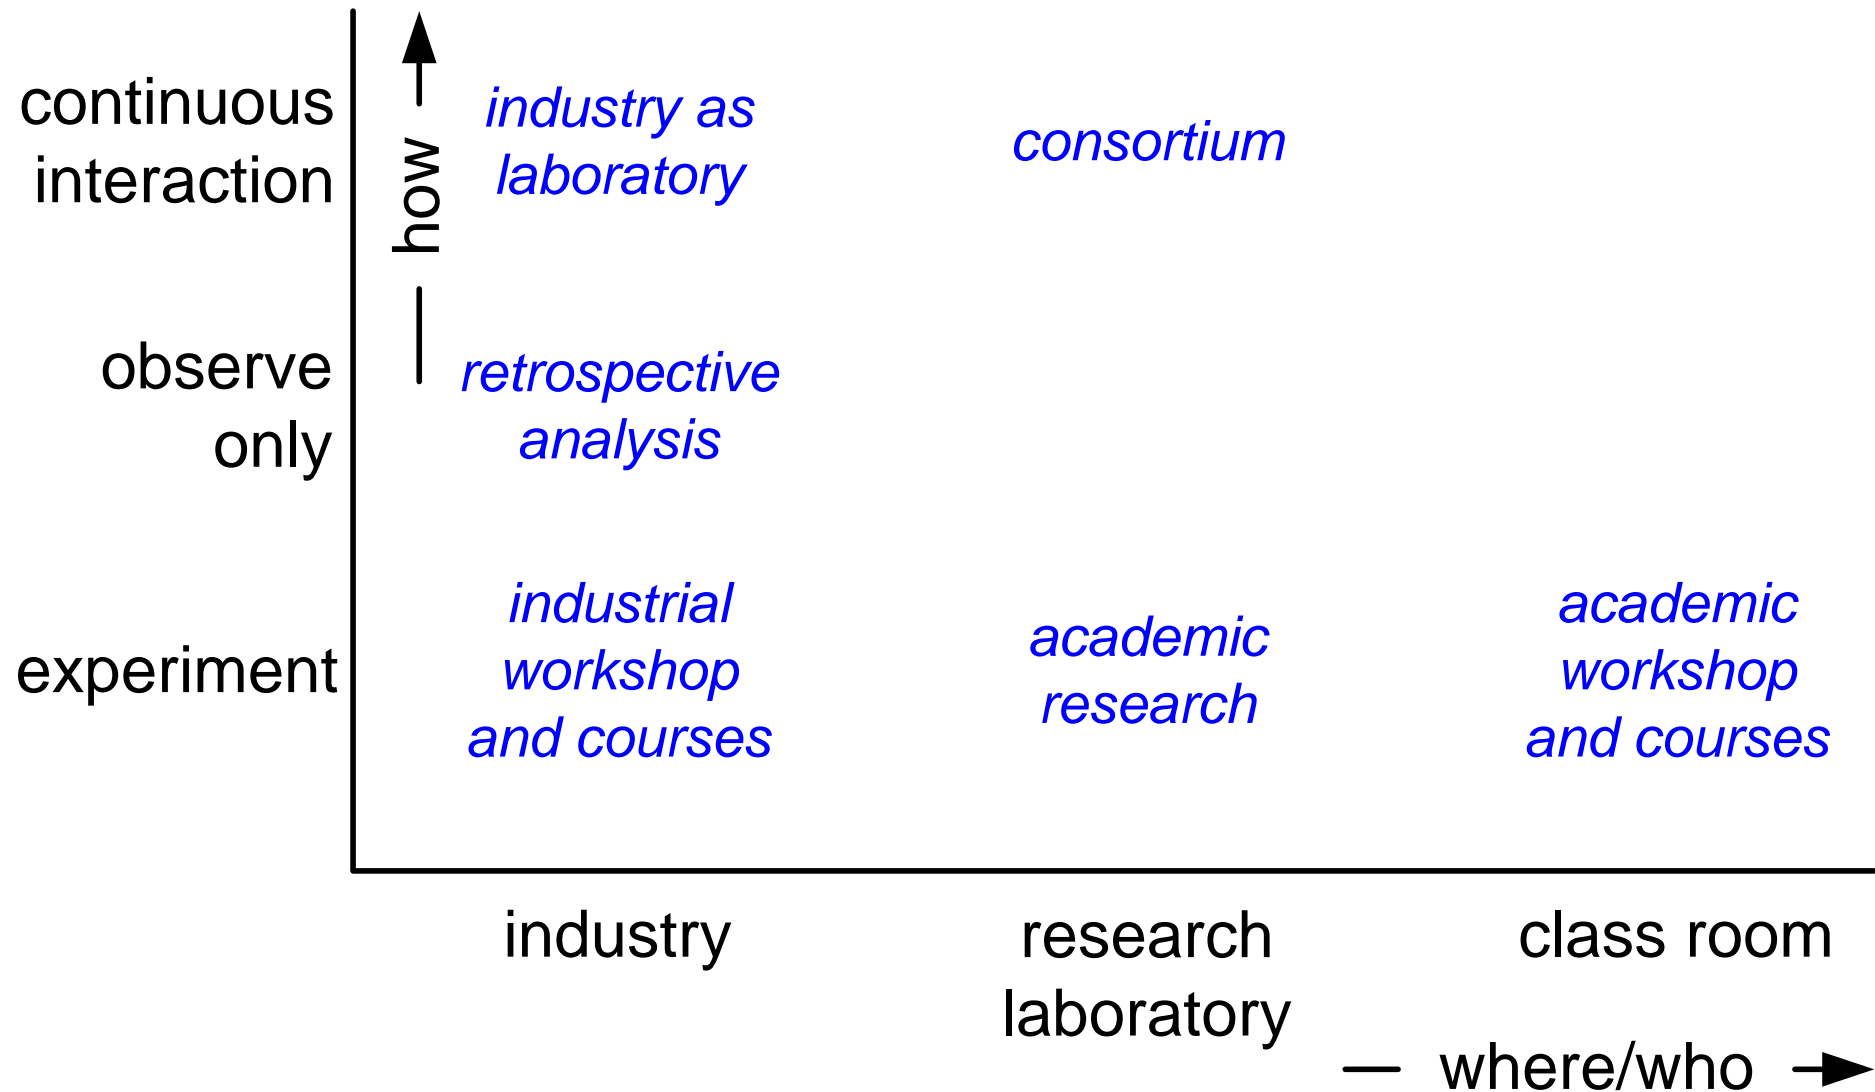 continuous
interaction
how
industry as
laboratory
consortium
observe
only
retrospective
analysis
experiment
industrial
workshop
and courses
academic
research
academic
workshop
and courses
industry
research
laboratory
class room
where/who